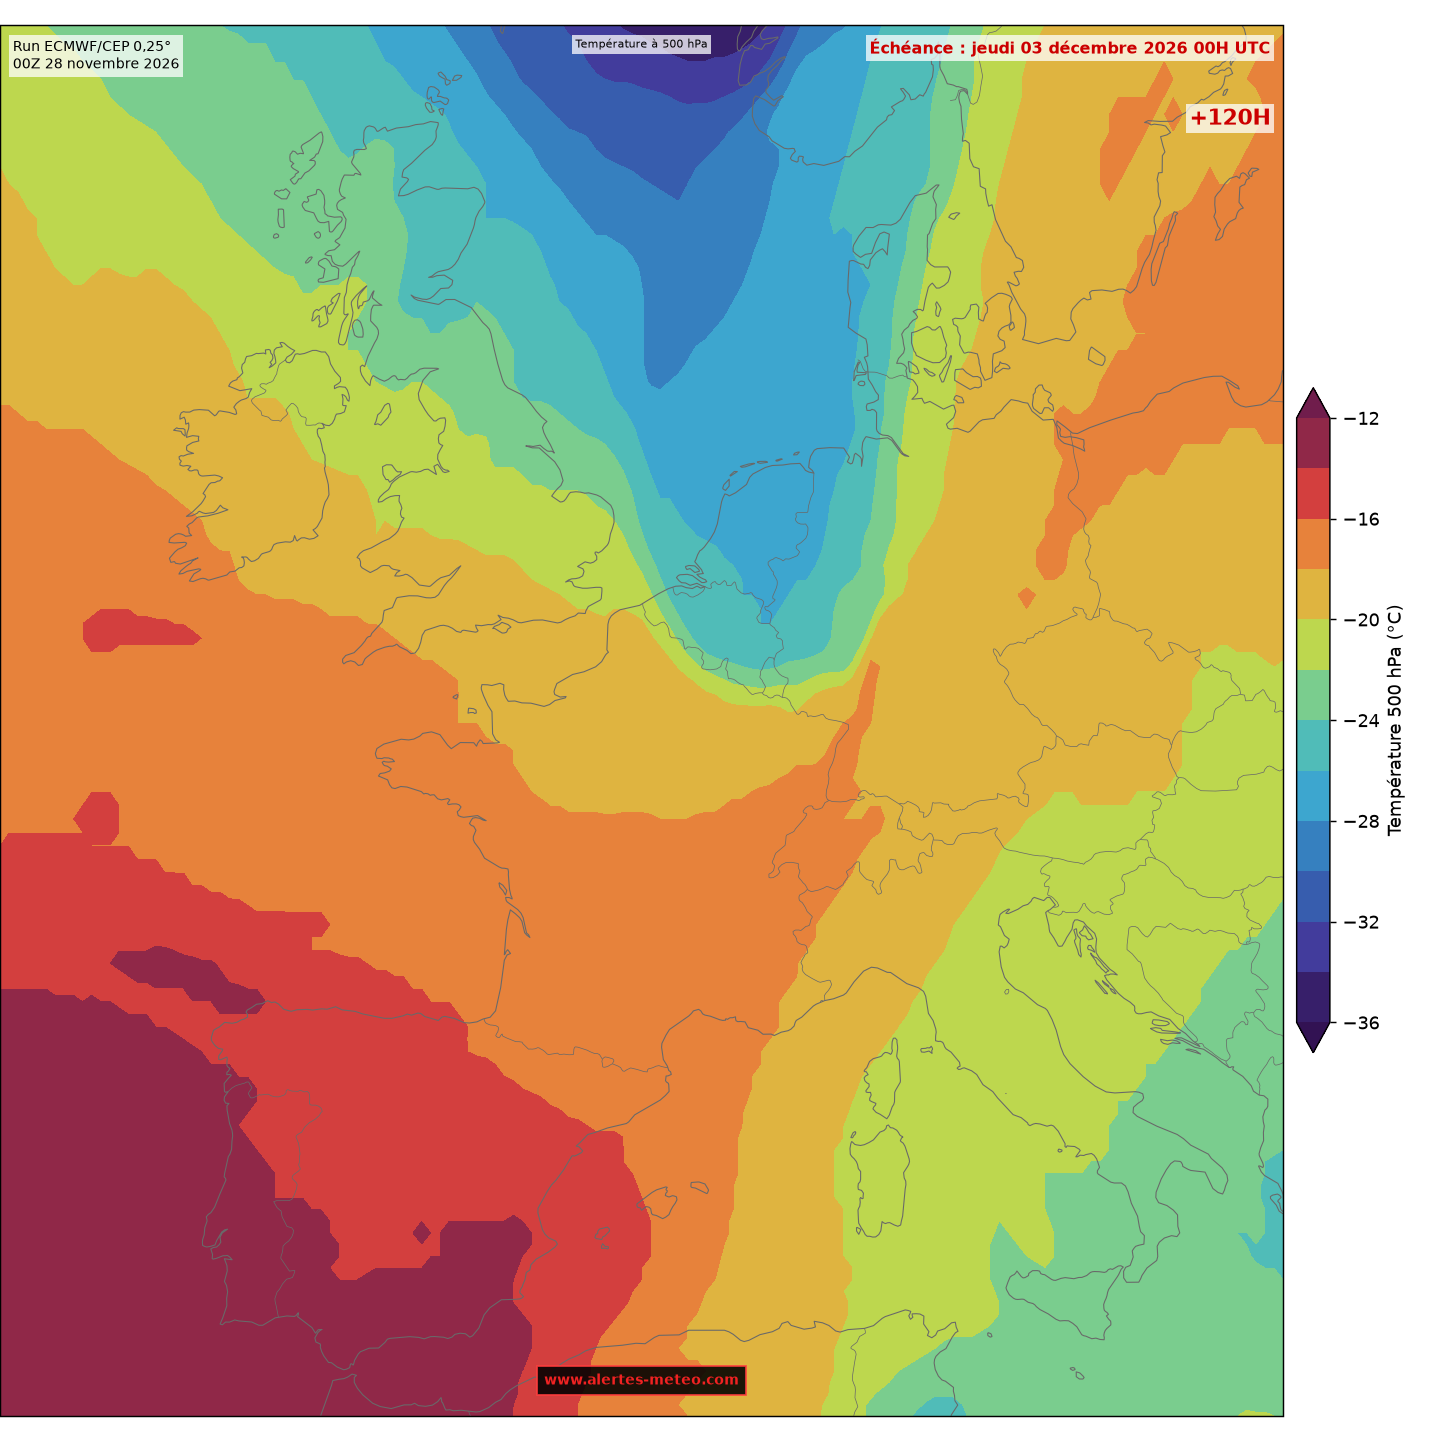 Run ECMWF/CEP 0,25°
00Z 28 novembre 2026
Température à 500 hPa
Échéance : jeudi 03 décembre 2026 00H UTC
+120H
−12
−16
−20
−24
−28
−32
−36
Température 500 hPa (°C)
www.alertes-meteo.com